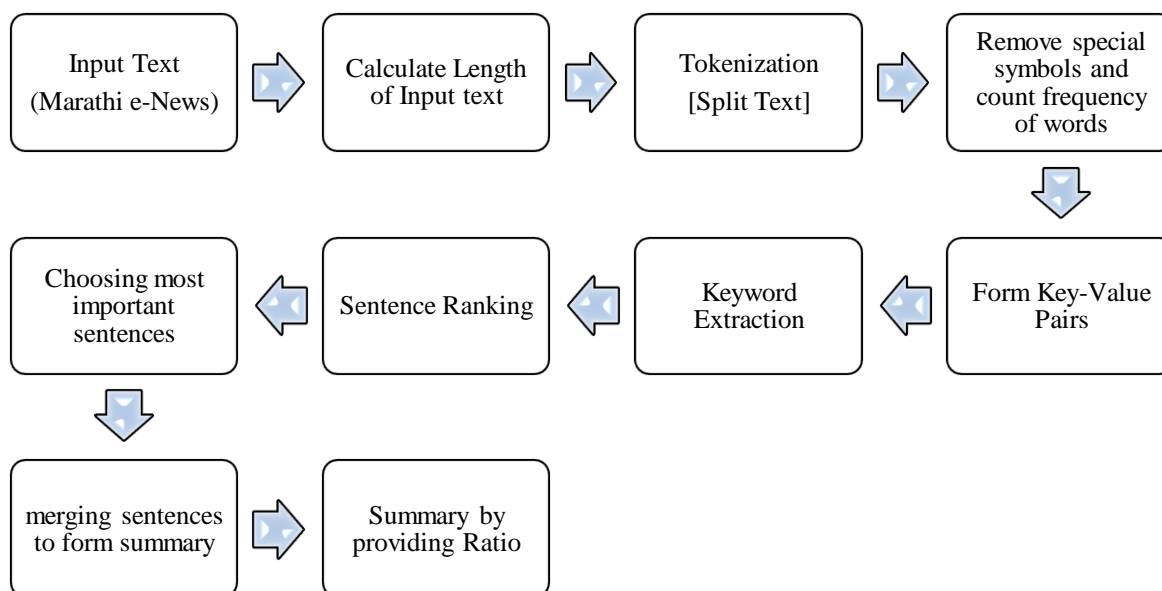 Input Text
(Marathi e-News)
Calculate Length
of Input text
Tokenization
[Split Text]
Remove special
symbols and
count frequency
of words
Form Key-Value
Pairs
Keyword
Extraction
Sentence Ranking
Choosing most
important
sentences
merging sentences
to form summary
Summary by
providing Ratio